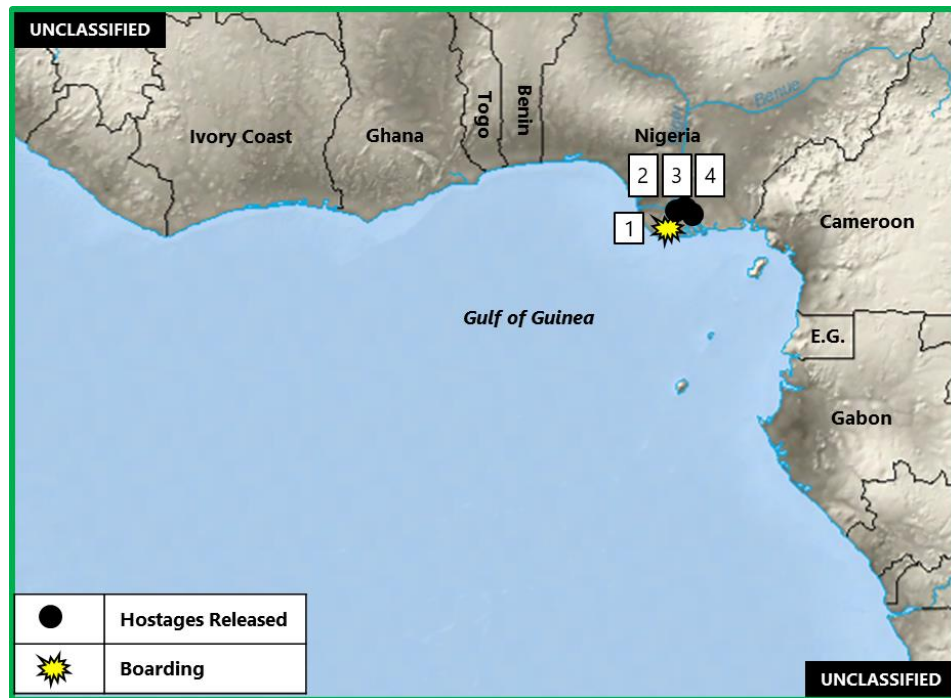 UNCLASSIFIED
Benue
Togo
Benin
Ivory Coast
Ghana
Nigeria
2 3 4
1
Cameroon
Gulf of Guinea
E.G.
Gabon
Hostages Released
Boarding
UNCLASSIFIED